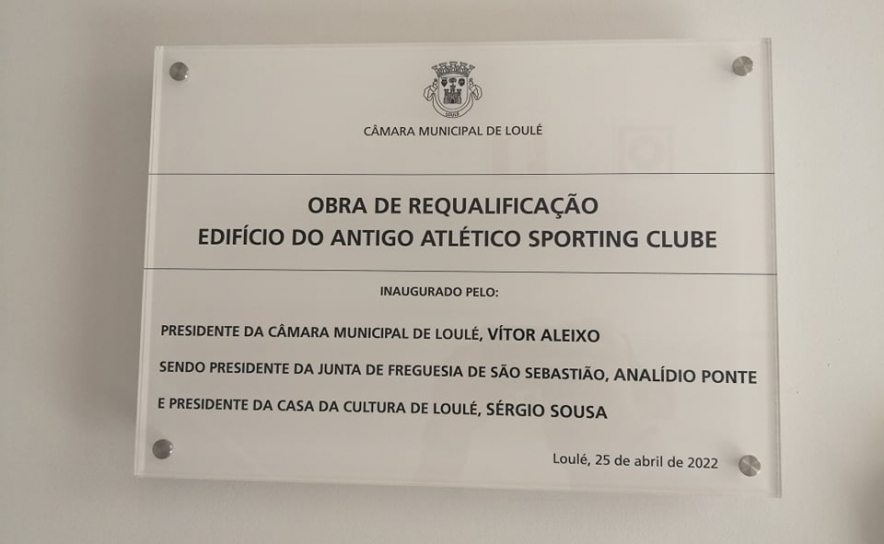 CÂMARA MUNICIPAL DE LOULÉ
OBRA DE REQUALIFICAÇÃO
EDIFÍCIO DO ANTIGO ATLÉTICO SPORTING CLUBE
INAUGURADO PELO:
PRESIDENTE DA CÂMARA MUNICIPAL DE LOULÉ, VÍTOR ALEIXO
SENDO PRESIDENTE DA JUNTA DE FREGUESIA DE SÃO SEBASTIÃO, ANALÍDIO PONTE
E PRESIDENTE DA CASA DA CULTURA DE LOULÉ, SÉRGIO SOUSA
Loulé, 25 de abril de 2022